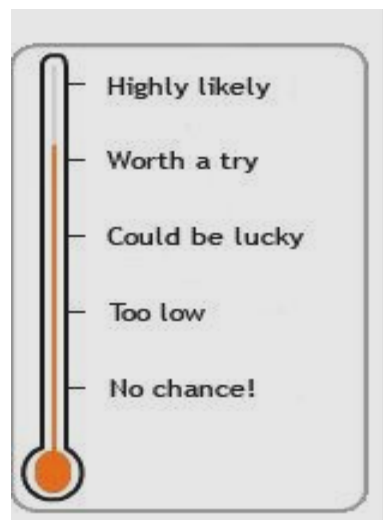 Highly likely
Worth a try
Could be lucky
Too low
No chance!